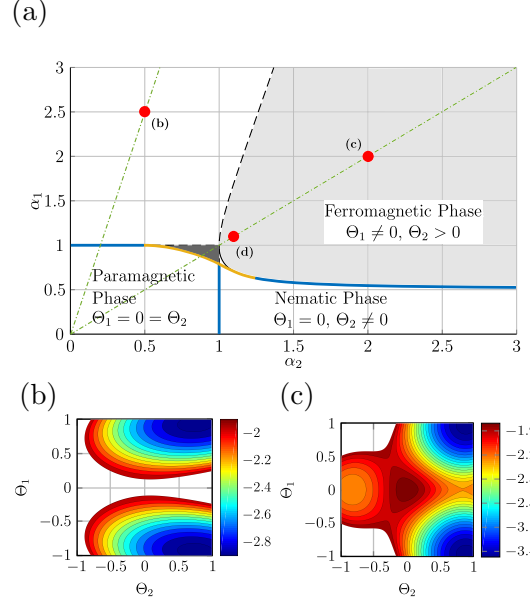 (a)
3
2.5
(b)
2
(c)
α₁
1.5
Ferromagnetic Phase
Θ₁ ≠ 0, Θ₂ > 0
(d)
1
Paramagnetic
0.5
Phase
Nematic Phase
Θ₁ = 0 = Θ₂
Θ₁ = 0, Θ₂ ≠ 0
0
0 0.5 1 1.5 2 2.5 3
α₂
(b)
(c)
1
0.5
Θ₁
0
−0.5
−1
−1 −0.5 0 0.5 1
Θ₂
−2
−2.2
−2.4
−2.6
−2.8
1
0.5
Θ₁
0
−0.5
−1
−1 −0.5 0 0.5 1
Θ₂